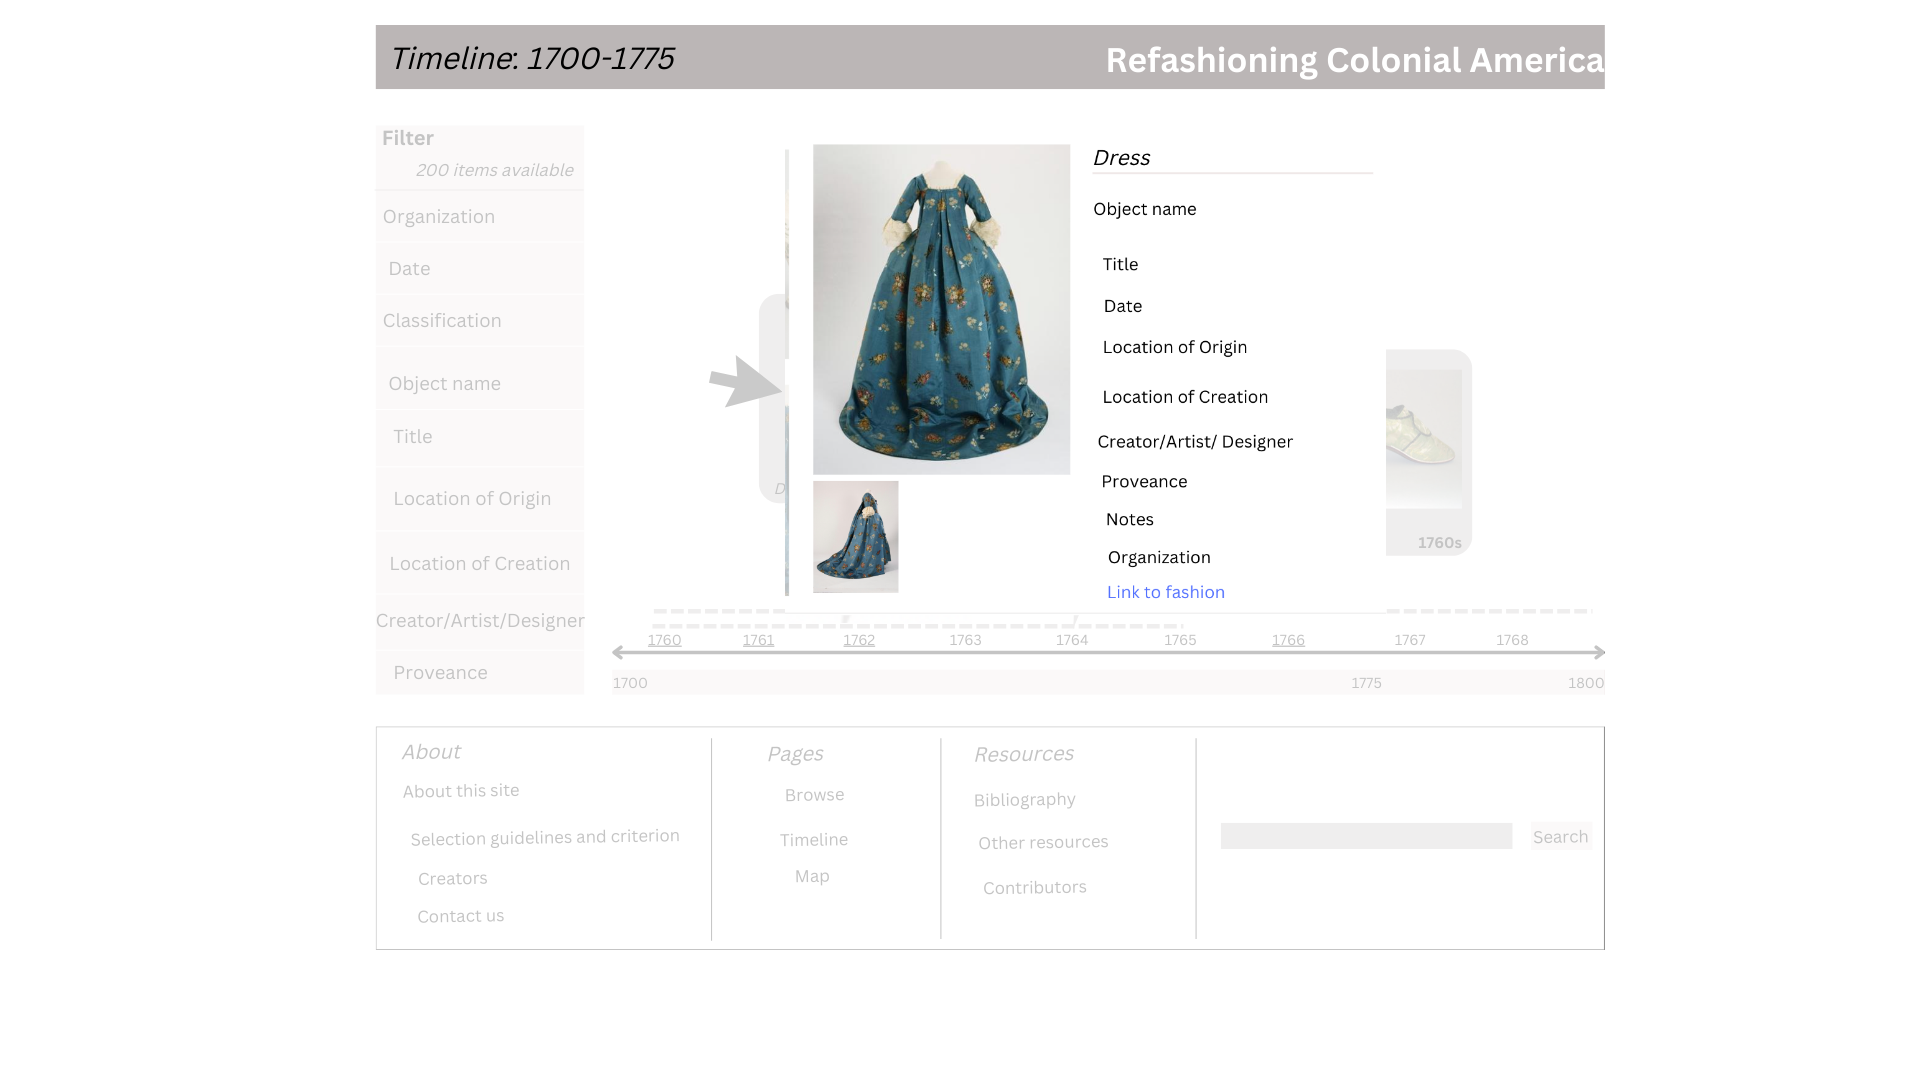 Timeline: 1700-1775
Refashioning Colonial America
Filter
200 items available
Organization
Date
Classification
Object name
Title
Location of Origin
Location of Creation
Creator/Artist/Designer
Proveance
D
Dress
Object name
Title
Date
Location of Origin
Location of Creation
Creator/Artist/ Designer
Proveance
Notes
Organization
Link to fashion
1760s
1760 1761 1762 1763 1764 1765 1766 1767 1768
1700 1775 1800
About
About this site
Selection guidelines and criterion
Creators
Contact us
Pages
Browse
Timeline
Map
Resources
Bibliography
Other resources
Contributors
Search